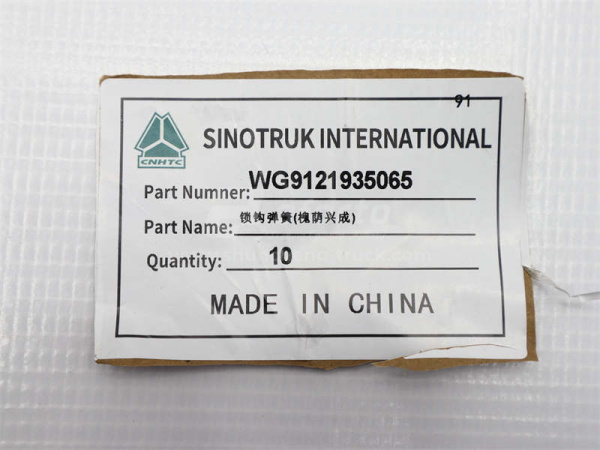 91
CNHTC
SINOTRUK INTERNATIONAL
Part Numner: WG9121935065
Part Name: 锁钩弹簧(槐荫兴成)
Quantity: 10
MADE IN CHINA